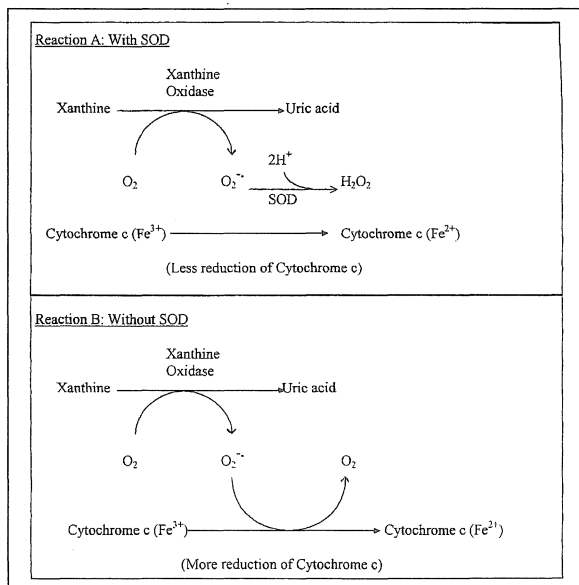 Reaction A: With SOD
Xanthine
Oxidase
Xanthine
Uric acid
2H⁺
O₂
O₂⁻·
H₂O₂
SOD
Cytochrome c (Fe³⁺)
Cytochrome c (Fe²⁺)
(Less reduction of Cytochrome c)
Reaction B: Without SOD
Xanthine
Oxidase
Xanthine
Uric acid
O₂
O₂⁻·
O₂
Cytochrome c (Fe³⁺)
Cytochrome c (Fe²⁺)
(More reduction of Cytochrome c)